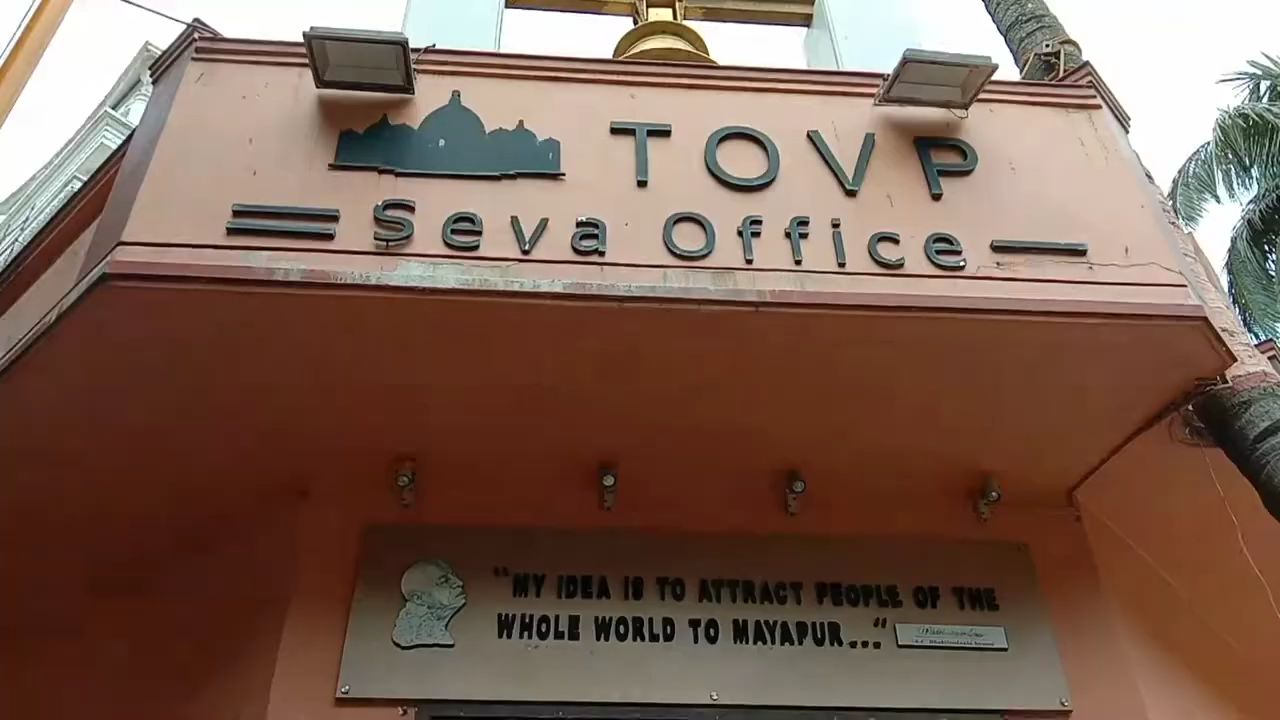 TOVP
Seva Office
"MY IDEA IS TO ATTRACT PEOPLE OF THE
WHOLE WORLD TO MAYAPUR..."